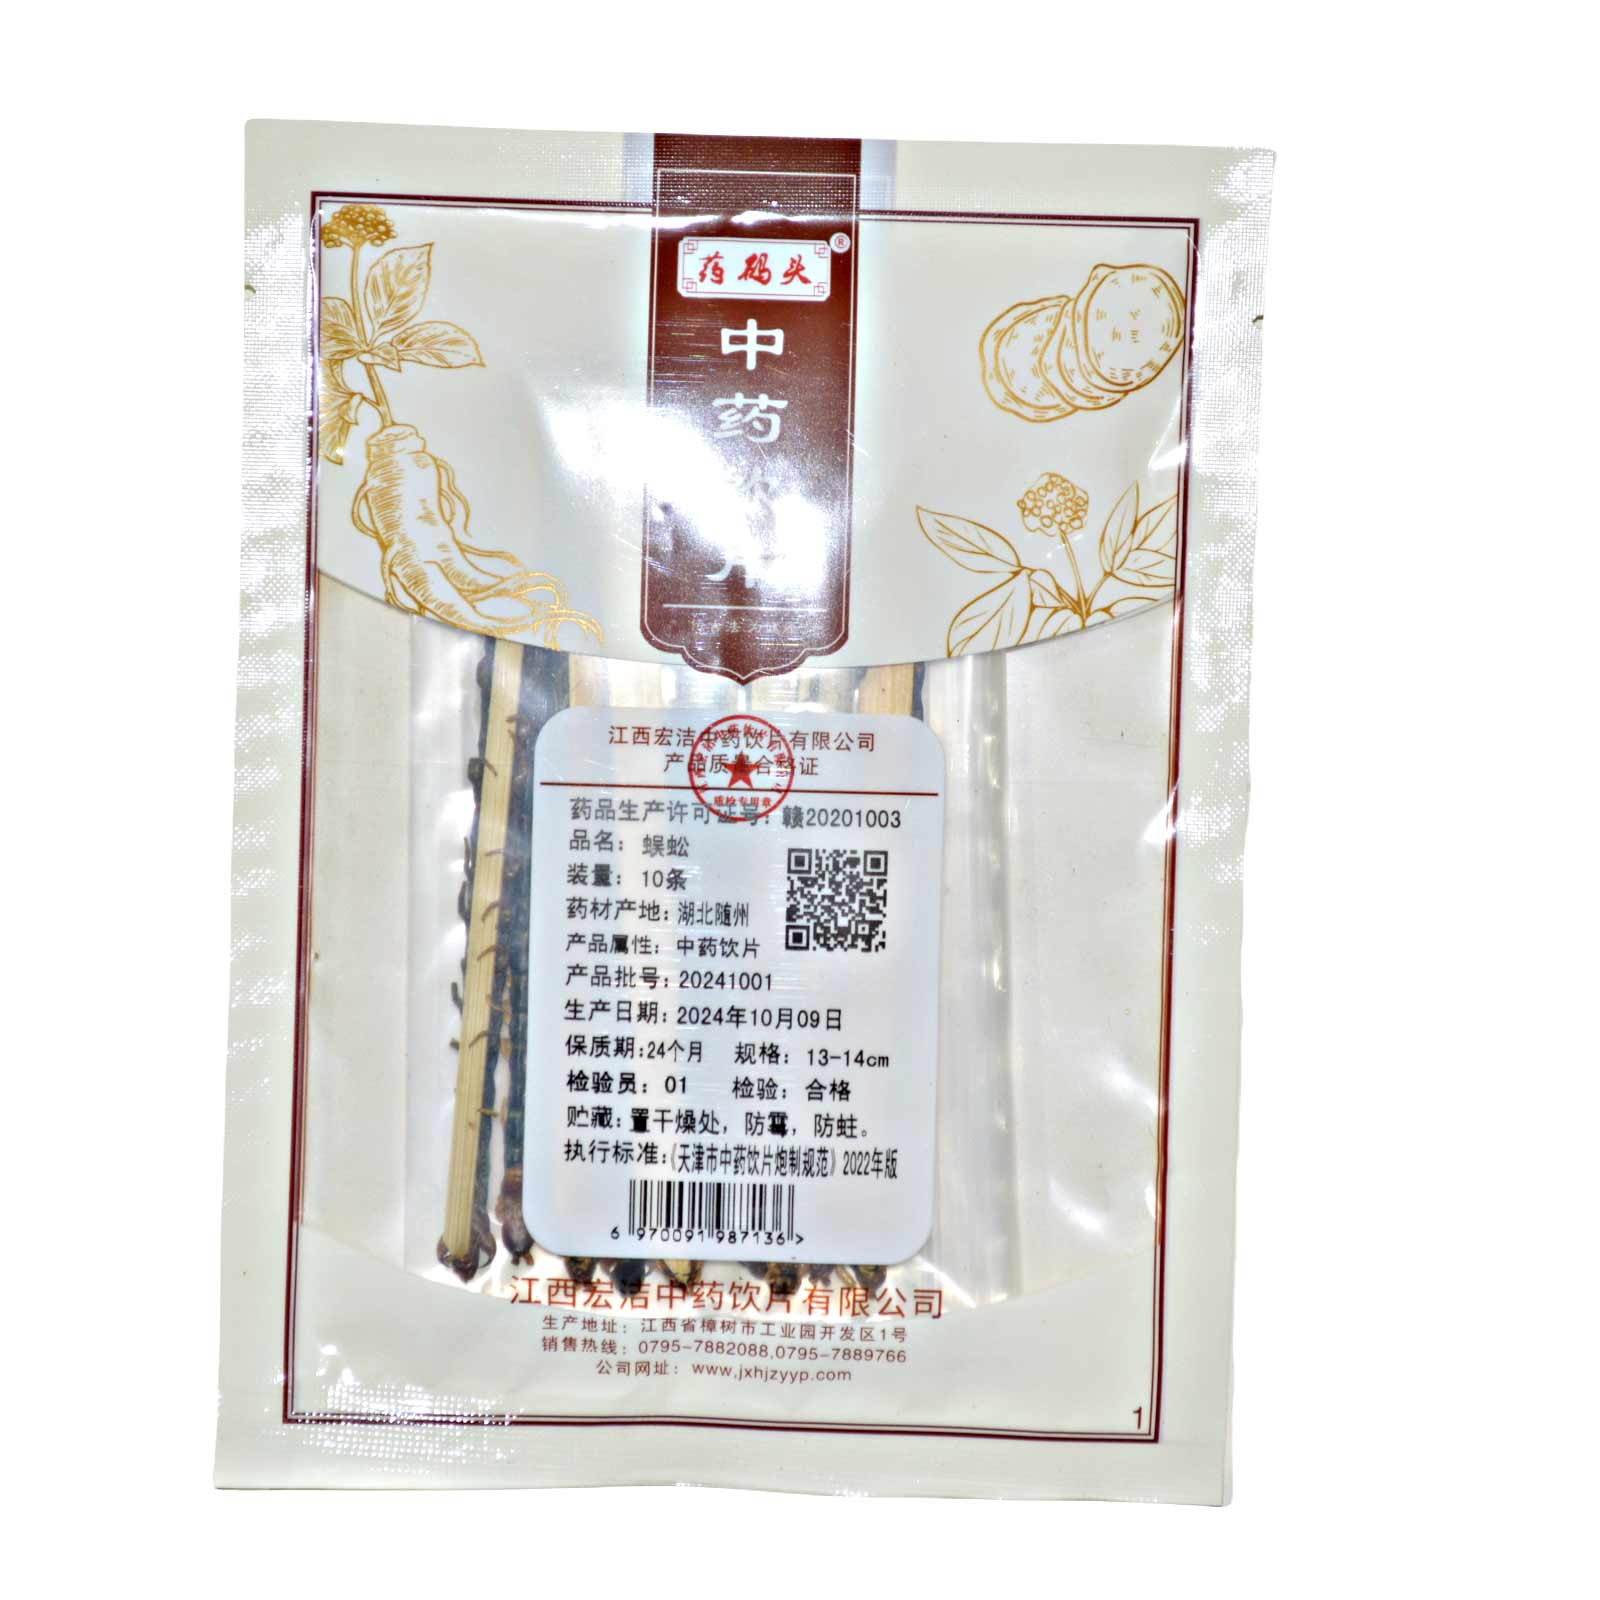 药码头®
中药饮片
江西宏洁中药饮片有限公司
产品质量合格证
质检专用章
药品生产许可证号：赣20201003
品名：蜈蚣
装量：10条
药材产地：湖北随州
产品属性：中药饮片
产品批号：20241001
生产日期：2024年10月09日
保质期：24个月 规格：13-14cm
检验员：01 检验：合格
贮藏：置干燥处，防霉，防蛀。
执行标准：《天津市中药饮片炮制规范》2022年版
6 970091 987136 >
江西宏洁中药饮片有限公司
生产地址：江西省樟树市工业园开发区1号
销售热线：0795-7882088,0795-7889766
公司网址：www.jxhjzyyp.com
1